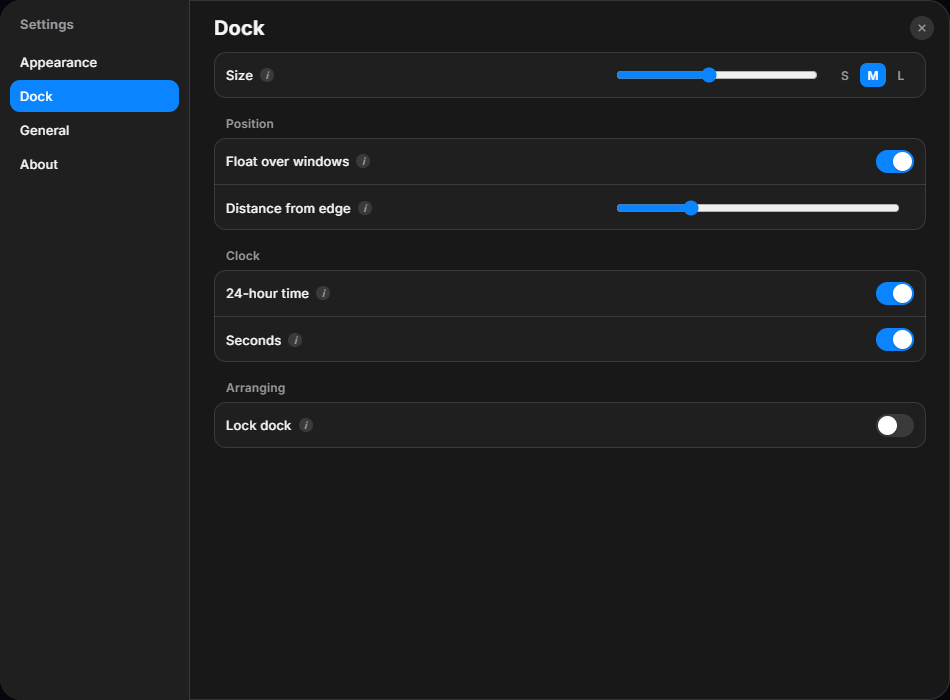 Settings
Appearance
Dock
General
About
Dock
Size i
S M L
Position
Float over windows i
Distance from edge i
Clock
24-hour time i
Seconds i
Arranging
Lock dock i